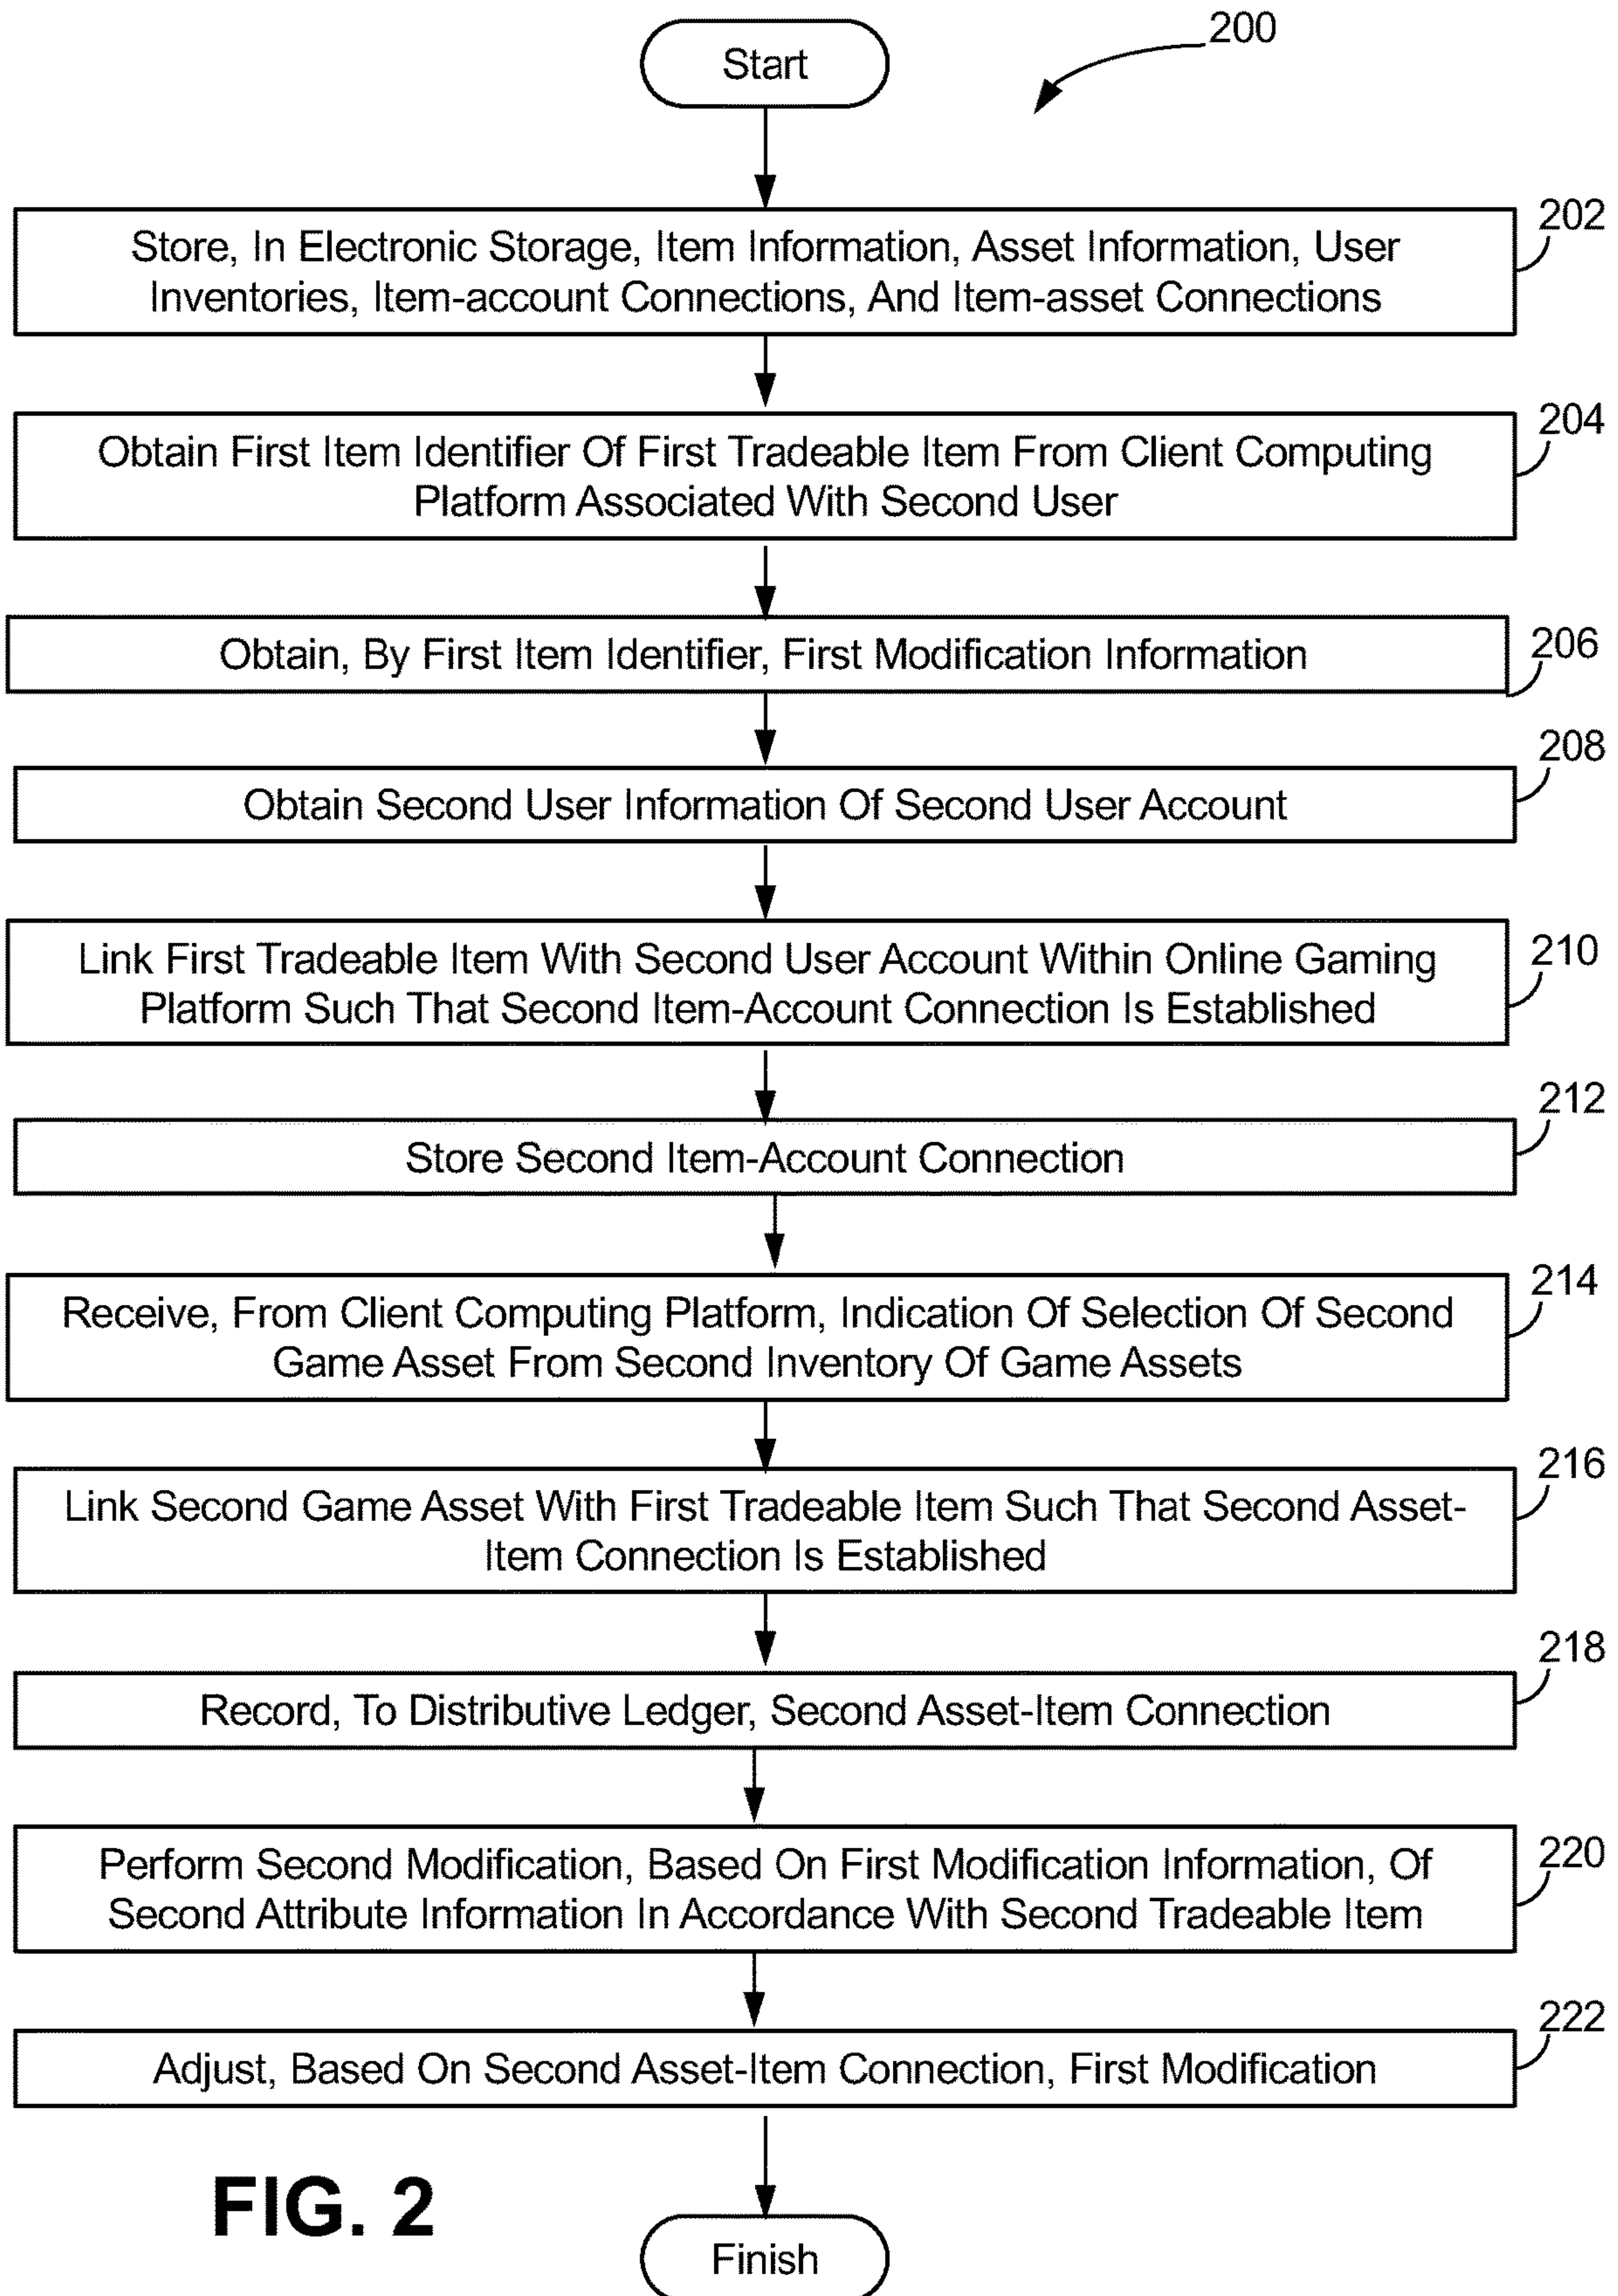 200
Start
202
Store, In Electronic Storage, Item Information, Asset Information, User
Inventories, Item-account Connections, And Item-asset Connections
204
Obtain First Item Identifier Of First Tradeable Item From Client Computing
Platform Associated With Second User
206
Obtain, By First Item Identifier, First Modification Information
208
Obtain Second User Information Of Second User Account
210
Link First Tradeable Item With Second User Account Within Online Gaming
Platform Such That Second Item-Account Connection Is Established
212
Store Second Item-Account Connection
214
Receive, From Client Computing Platform, Indication Of Selection Of Second
Game Asset From Second Inventory Of Game Assets
216
Link Second Game Asset With First Tradeable Item Such That Second Asset-
Item Connection Is Established
218
Record, To Distributive Ledger, Second Asset-Item Connection
220
Perform Second Modification, Based On First Modification Information, Of
Second Attribute Information In Accordance With Second Tradeable Item
222
Adjust, Based On Second Asset-Item Connection, First Modification
FIG. 2
Finish